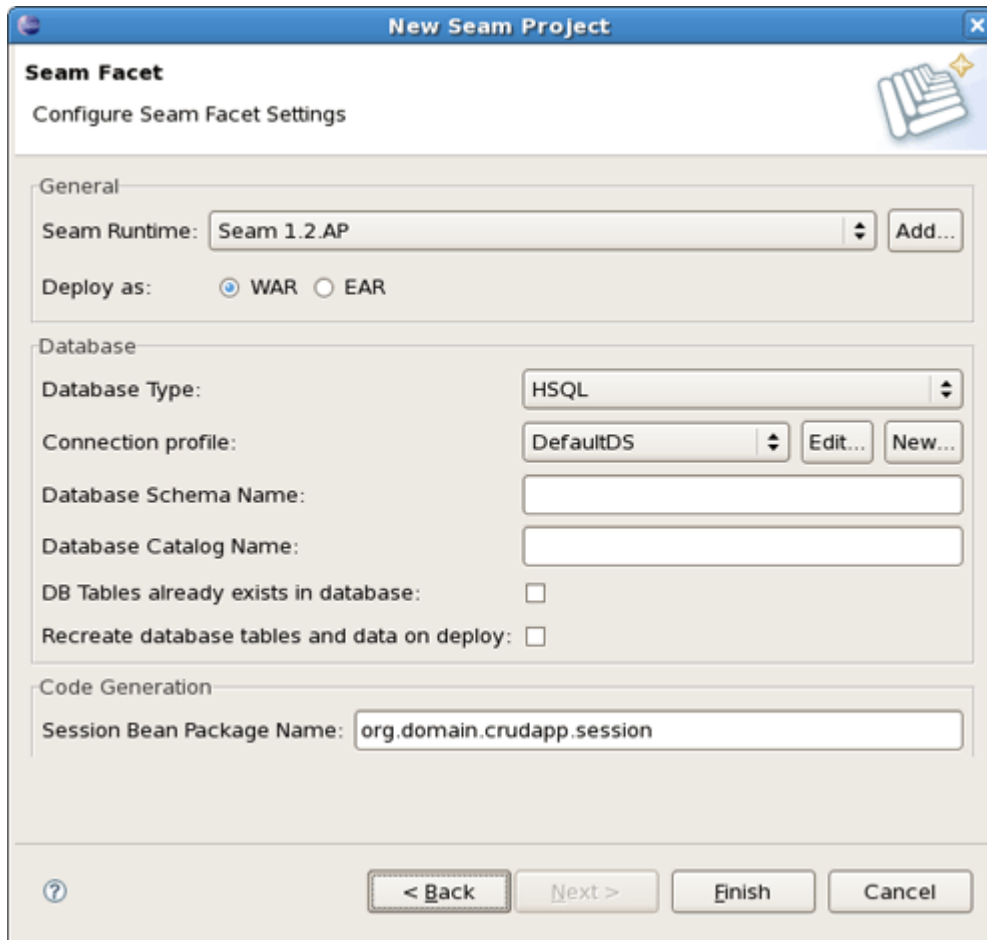 New Seam Project
Seam Facet
Configure Seam Facet Settings
General
Seam Runtime: Seam 1.2.AP Add...
Deploy as: WAR EAR
Database
Database Type: HSQL
Connection profile: DefaultDS Edit... New...
Database Schema Name:
Database Catalog Name:
DB Tables already exists in database:
Recreate database tables and data on deploy:
Code Generation
Session Bean Package Name: org.domain.crudapp.session
? < Back Next > Finish Cancel